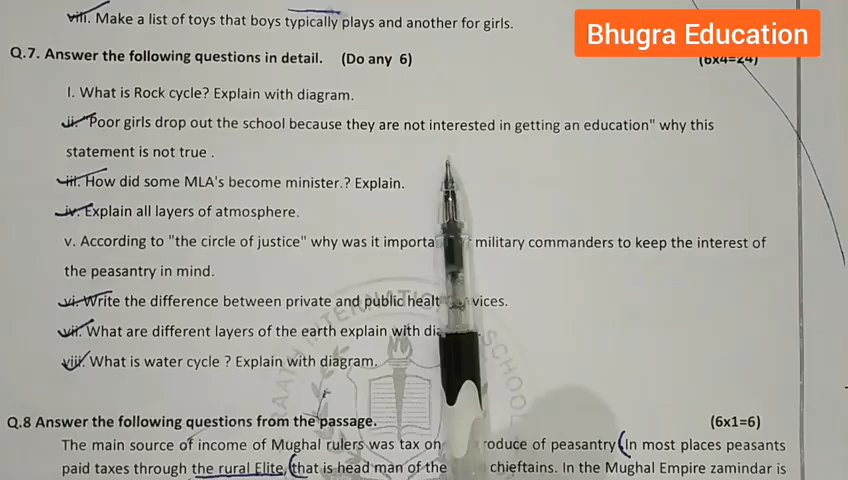 viii. Make a list of toys that boys typically plays and another for girls.
Bhugra Education
Q.7. Answer the following questions in detail. (Do any 6) (6x4=24)
I. What is Rock cycle? Explain with diagram.
ii. "Poor girls drop out the school because they are not interested in getting an education" why this
statement is not true .
iii. How did some MLA's become minister.? Explain.
iv. Explain all layers of atmosphere.
v. According to "the circle of justice" why was it military commanders to keep the interest of
the peasantry in mind.
vi. Write the difference between private and public
vii. What are different layers of the earth explain with
viii. What is water cycle ? Explain with diagram.
RAATH INTERNATIONAL SCHOOL
Q.8 Answer the following questions from the passage. (6x1=6)
The main source of income of Mughal rulers was tax on of peasantry. In most places peasants
paid taxes through the rural Elite, that is head man of the chieftains. In the Mughal Empire zamindar is